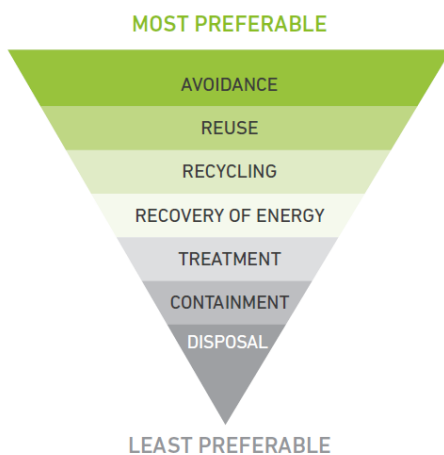 MOST PREFERABLE
AVOIDANCE
REUSE
RECYCLING
RECOVERY OF ENERGY
TREATMENT
CONTAINMENT
DISPOSAL
LEAST PREFERABLE